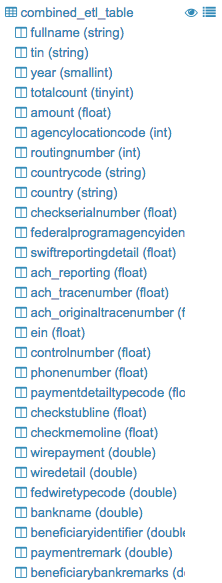 combined_etl_table
fullname (string)
tin (string)
year (smallint)
totalcount (tinyint)
amount (float)
agencylocationcode (int)
routingnumber (int)
countrycode (string)
country (string)
checkserialnumber (float)
federalprogramagencyiden
swiftreportingdetail (float)
ach_reporting (float)
ach_tracenumber (float)
ach_originaltracenumber (f
ein (float)
controlnumber (float)
phonenumber (float)
paymentdetailtypecode (flo
checkstubline (float)
checkmemoline (float)
wirepayment (double)
wiredetail (double)
fedwiretypecode (double)
bankname (double)
beneficiaryidentifier (double
paymentremark (double)
beneficiarybankremarks (do